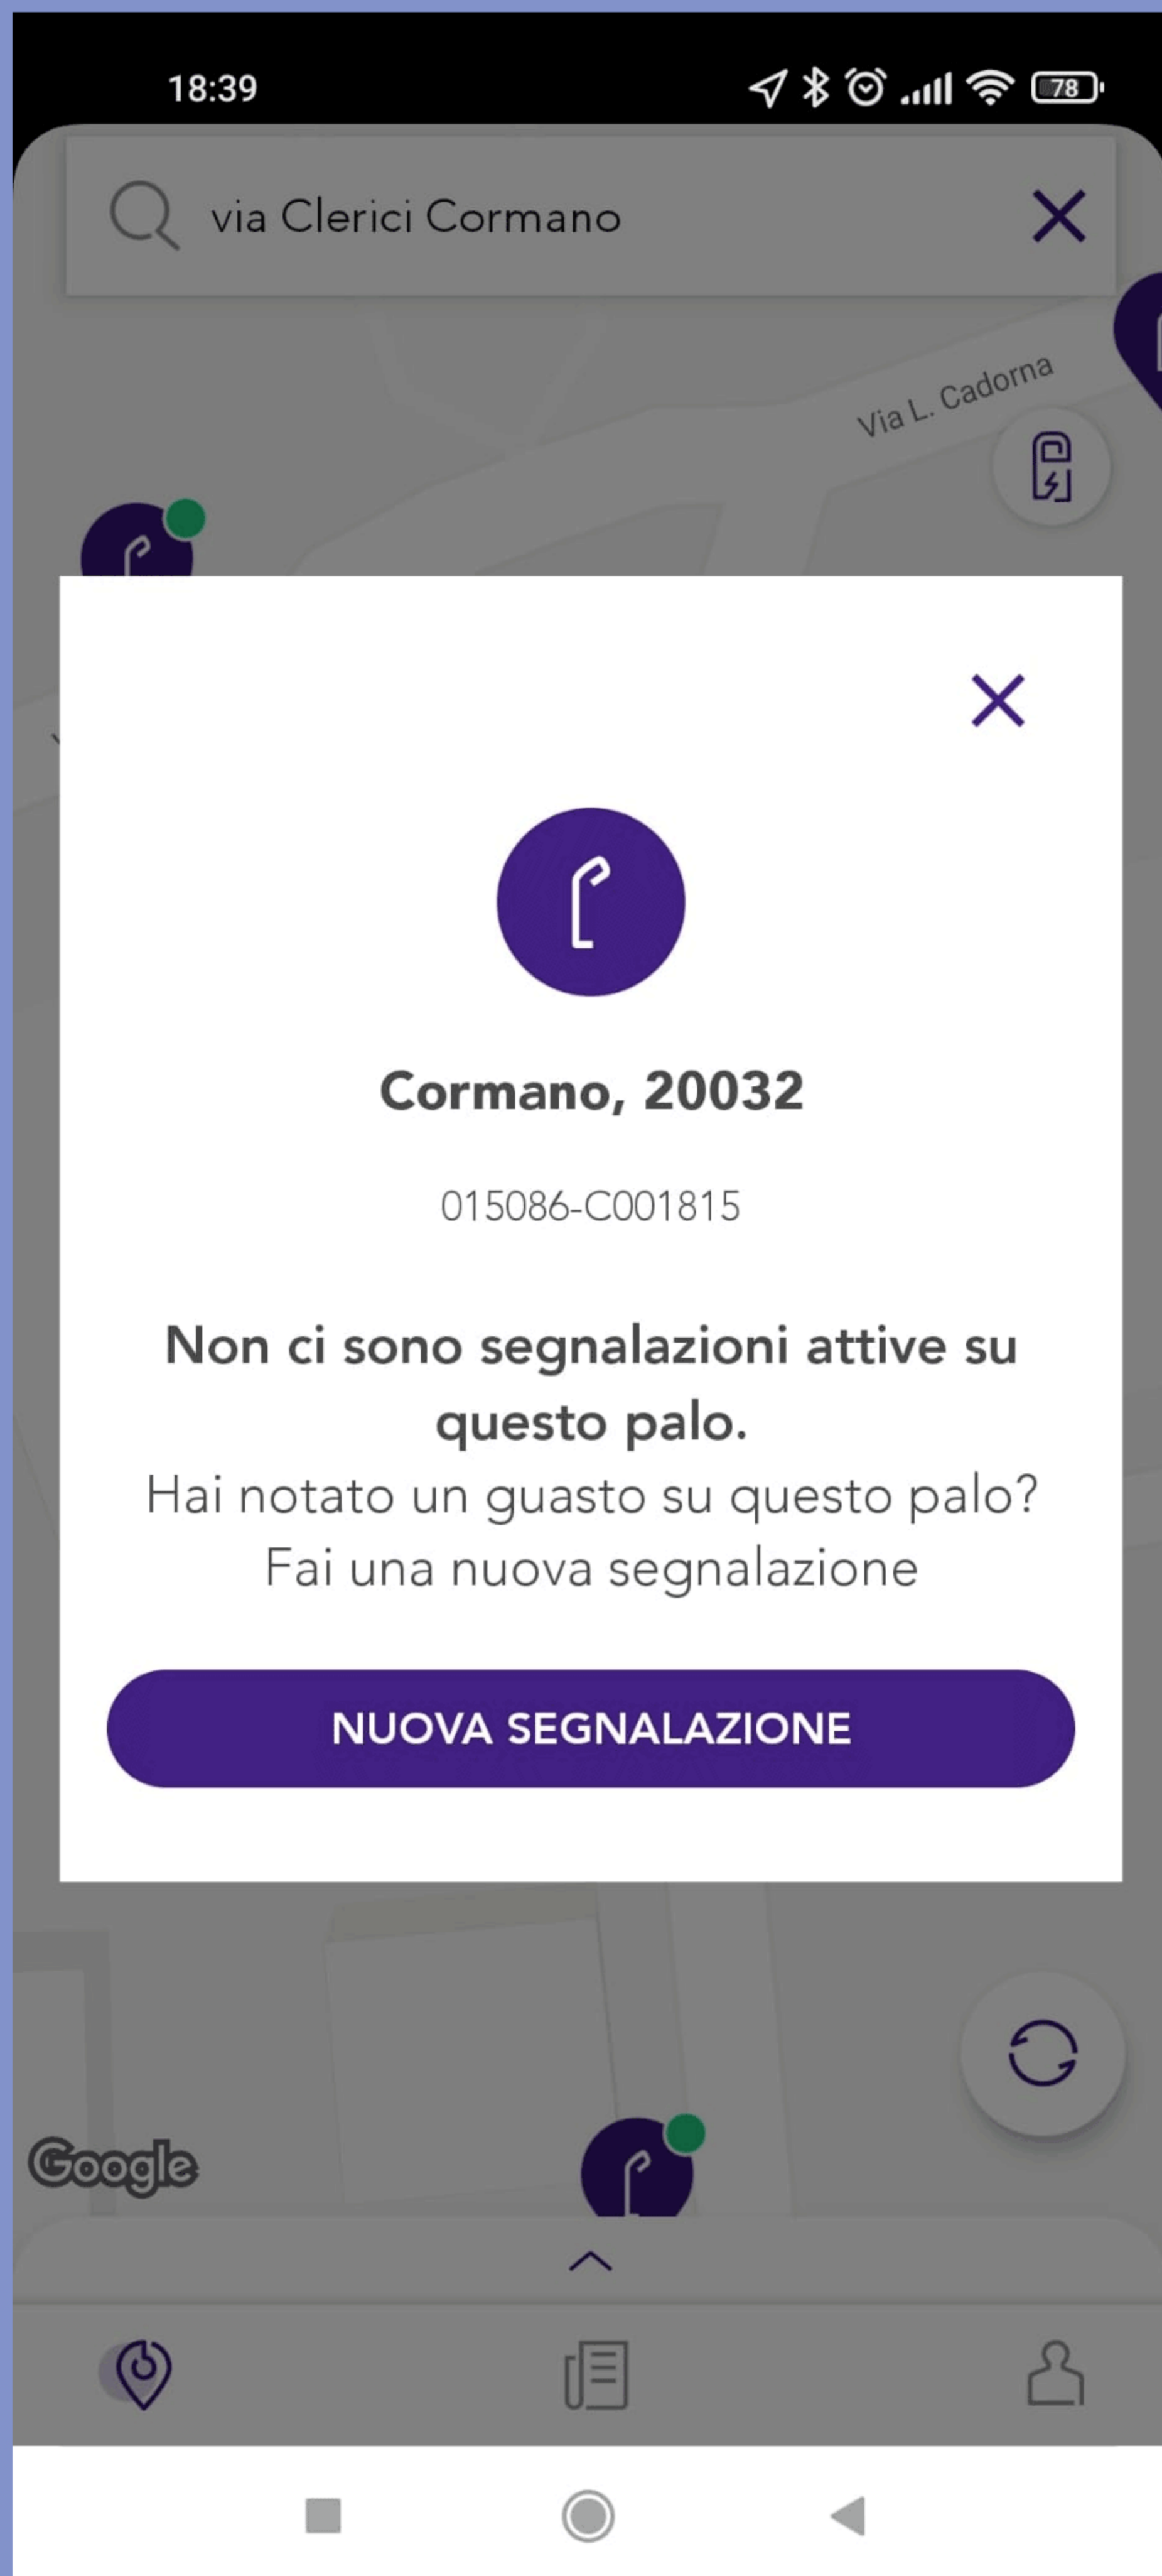 18:39
78
via Clerici Cormano
Via L. Cadorna
Cormano, 20032
015086-C001815
Non ci sono segnalazioni attive su
questo palo.
Hai notato un guasto su questo palo?
Fai una nuova segnalazione
NUOVA SEGNALAZIONE
Google